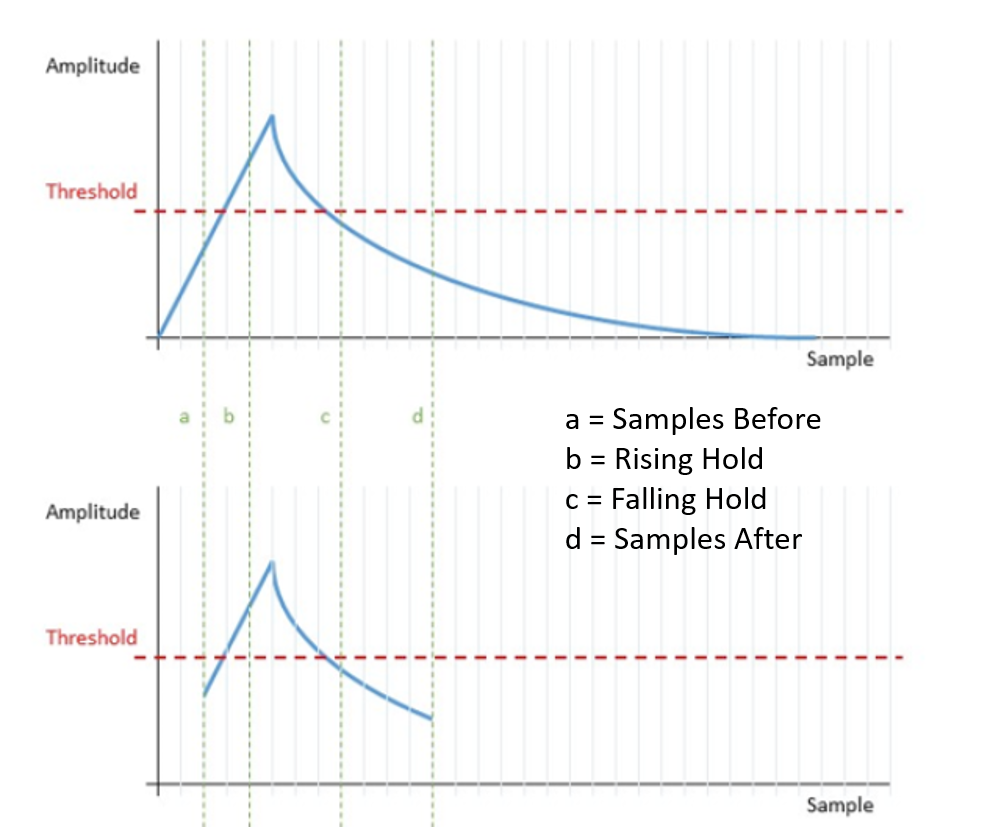 Amplitude
Threshold
Sample
a b c d
a = Samples Before
b = Rising Hold
c = Falling Hold
d = Samples After
Amplitude
Threshold
Sample